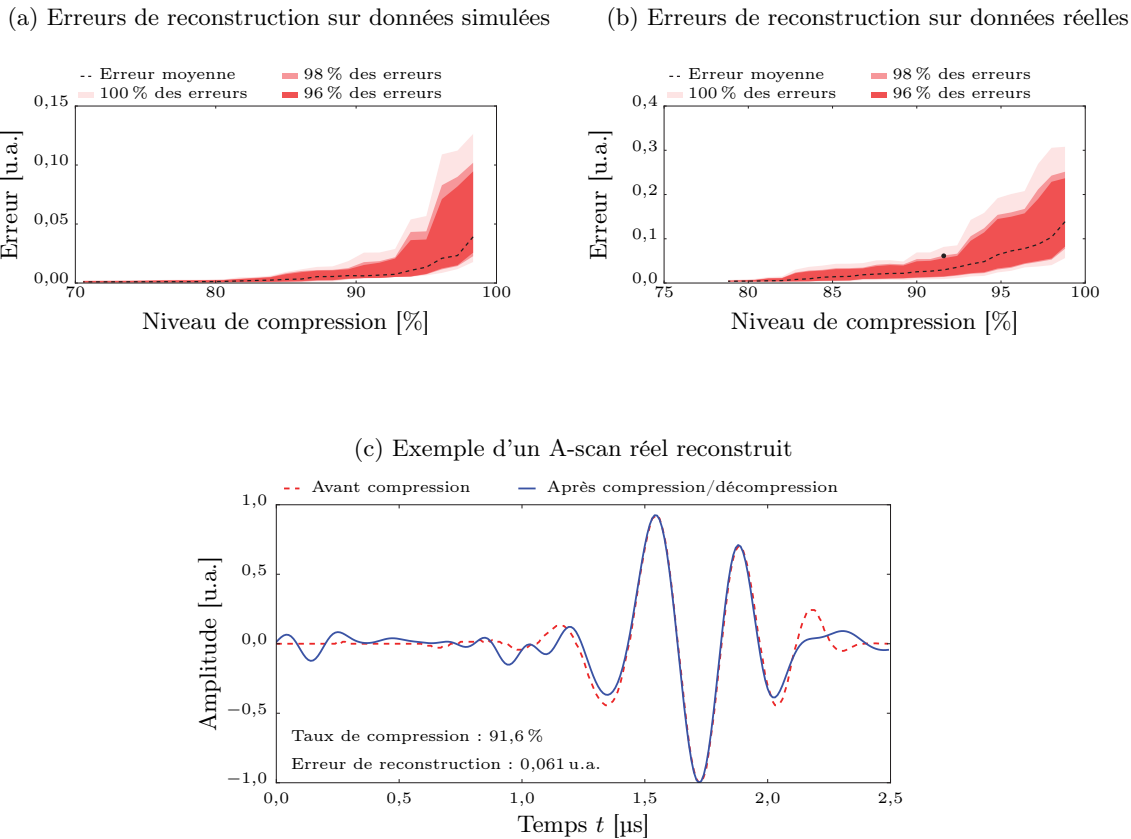 (a) Erreurs de reconstruction sur données simulées
Erreur moyenne
98 % des erreurs
100 % des erreurs
96 % des erreurs
0,15
0,10
0,05
0,00
Erreur [u.a.]
70
80
90
100
Niveau de compression [%]
(b) Erreurs de reconstruction sur données réelles
Erreur moyenne
98 % des erreurs
100 % des erreurs
96 % des erreurs
0,4
0,3
0,2
0,1
0,0
Erreur [u.a.]
75
80
85
90
95
100
Niveau de compression [%]
(c) Exemple d'un A-scan réel reconstruit
Avant compression
Après compression/décompression
1,0
0,5
0,0
−0,5
−1,0
Amplitude [u.a.]
Taux de compression : 91,6 %
Erreur de reconstruction : 0,061 u.a.
0,0
0,5
1,0
1,5
2,0
2,5
Temps t [µs]